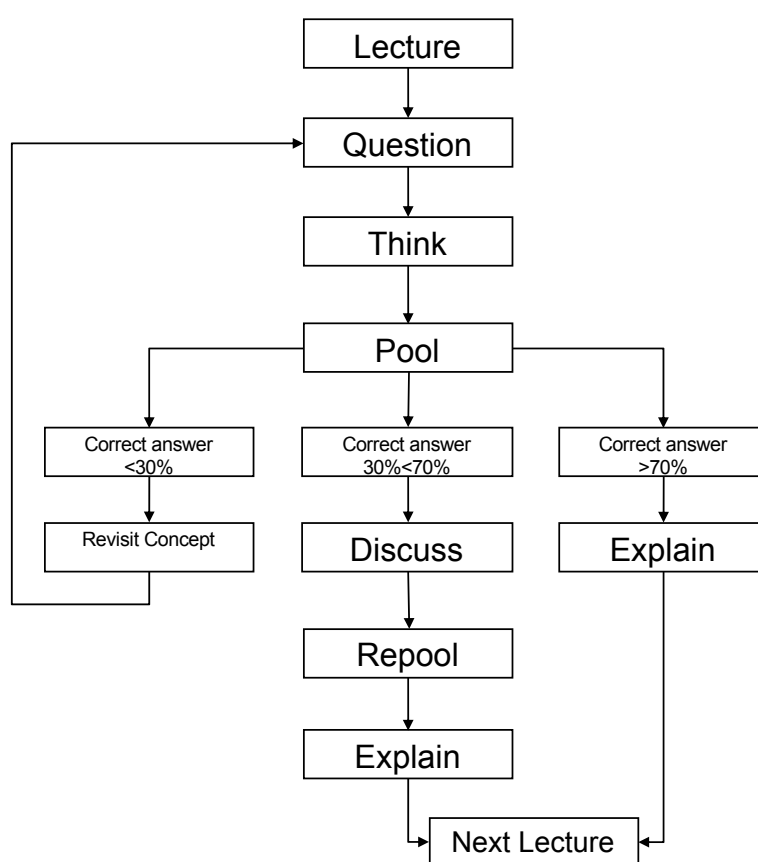 Lecture
Question
Think
Pool
Correct answer
<30%
Correct answer
30%<70%
Correct answer
>70%
Revisit Concept
Discuss
Explain
Repool
Explain
Next Lecture